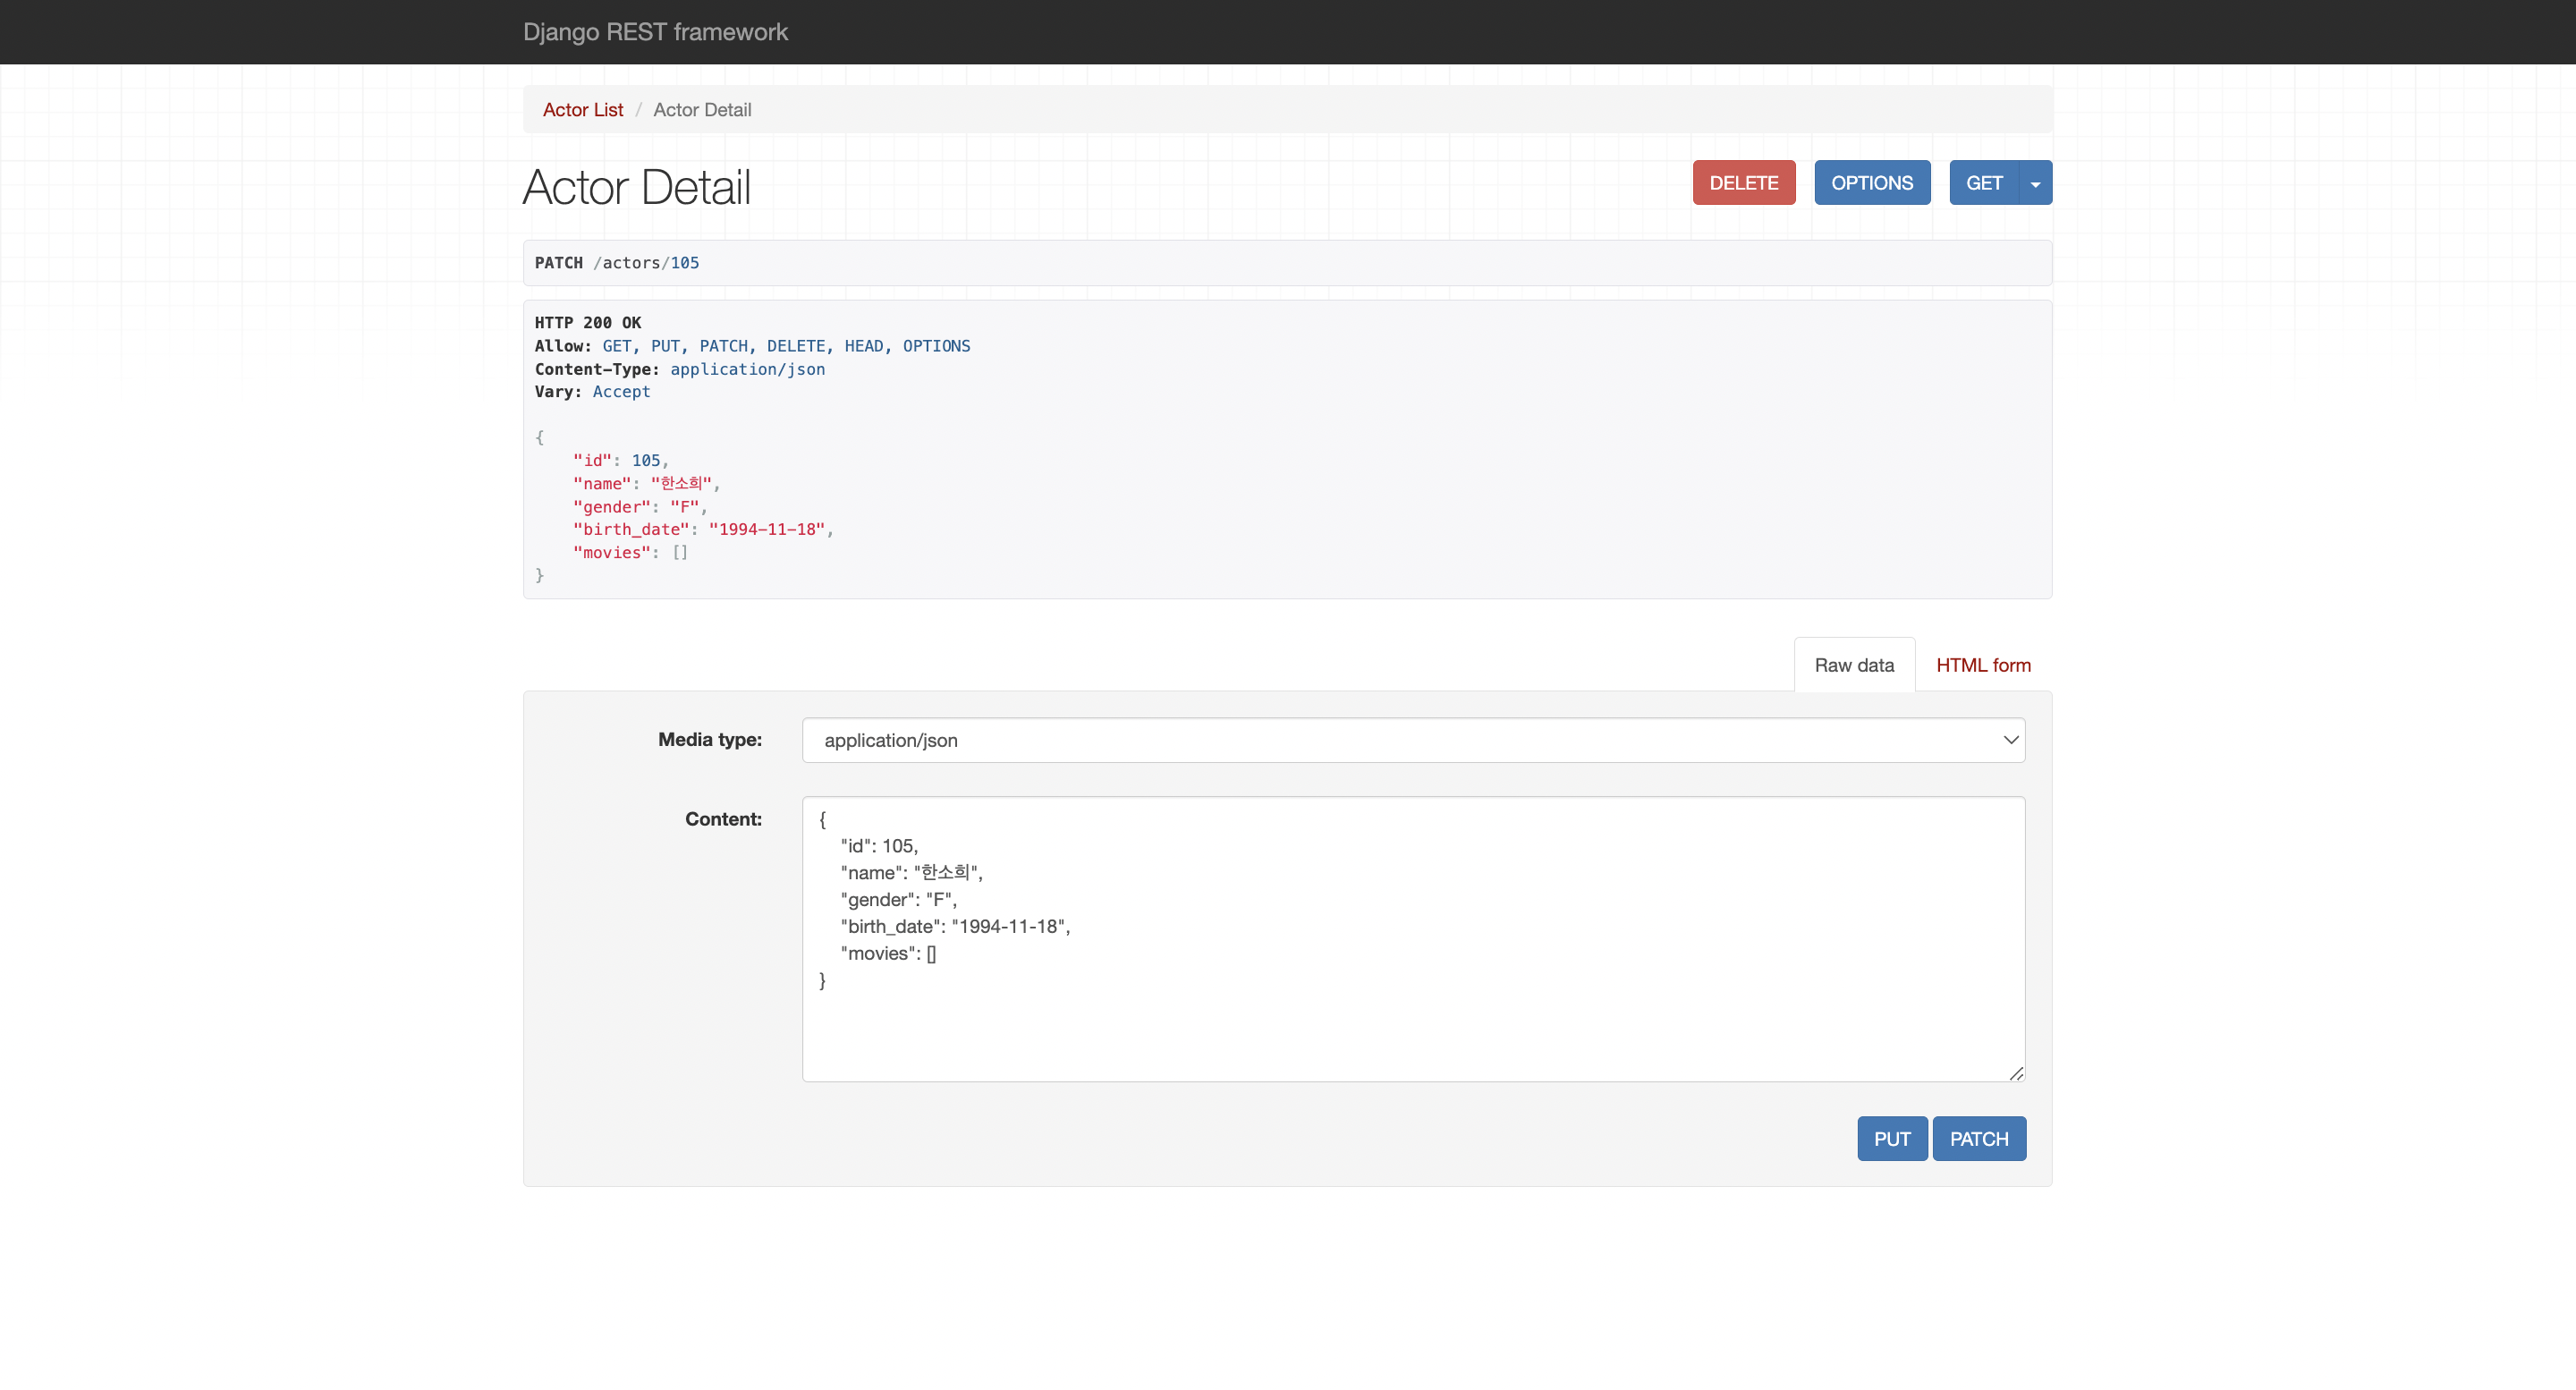 Django REST framework
Actor List / Actor Detail
Actor Detail
DELETE OPTIONS GET
PATCH /actors/105
HTTP 200 OK
Allow: GET, PUT, PATCH, DELETE, HEAD, OPTIONS
Content-Type: application/json
Vary: Accept
{
    "id": 105,
    "name": "한소희",
    "gender": "F",
    "birth_date": "1994-11-18",
    "movies": []
}
Raw data HTML form
Media type: application/json
Content:
{
    "id": 105,
    "name": "한소희",
    "gender": "F",
    "birth_date": "1994-11-18",
    "movies": []
}
PUT PATCH